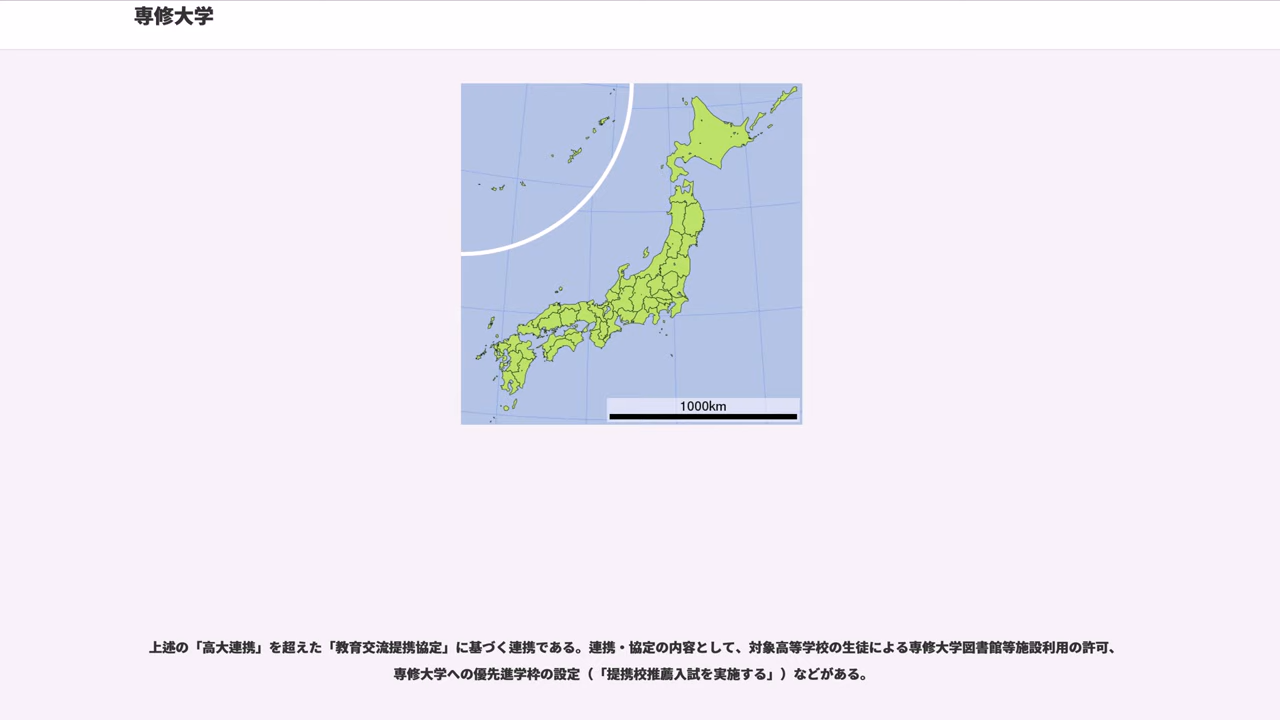 専修大学
1000km
上述の「高大連携」を超えた「教育交流提携協定」に基づく連携である。連携・協定の内容として、対象高等学校の生徒による専修大学図書館等施設利用の許可、
専修大学への優先進学枠の設定（「提携校推薦入試を実施する」）などがある。